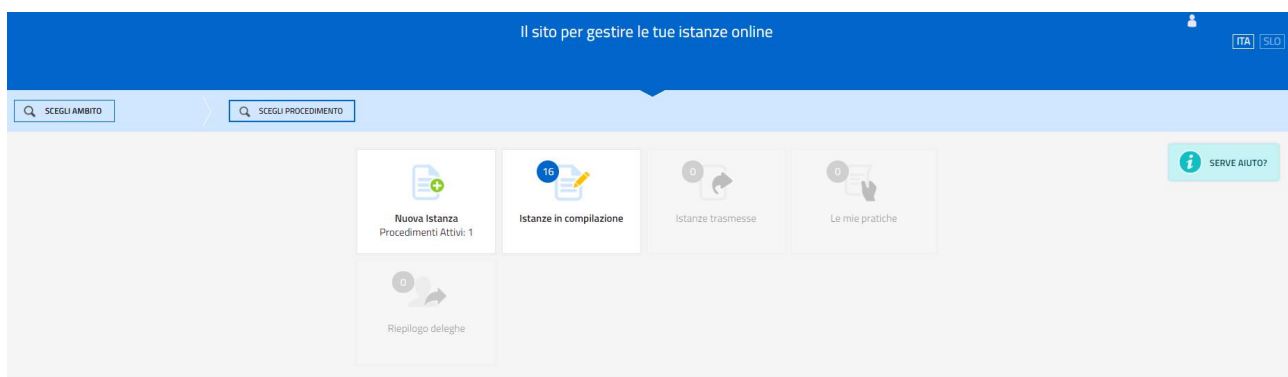 Il sito per gestire le tue istanze online
ITA SLO
SCEGLI AMBITO
SCEGLI PROCEDIMENTO
SERVE AIUTO?
16
0
0
Nuova Istanza
Procedimenti Attivi: 1
Istanze in compilazione
Istanze trasmesse
Le mie pratiche
0
Riepilogo deleghe